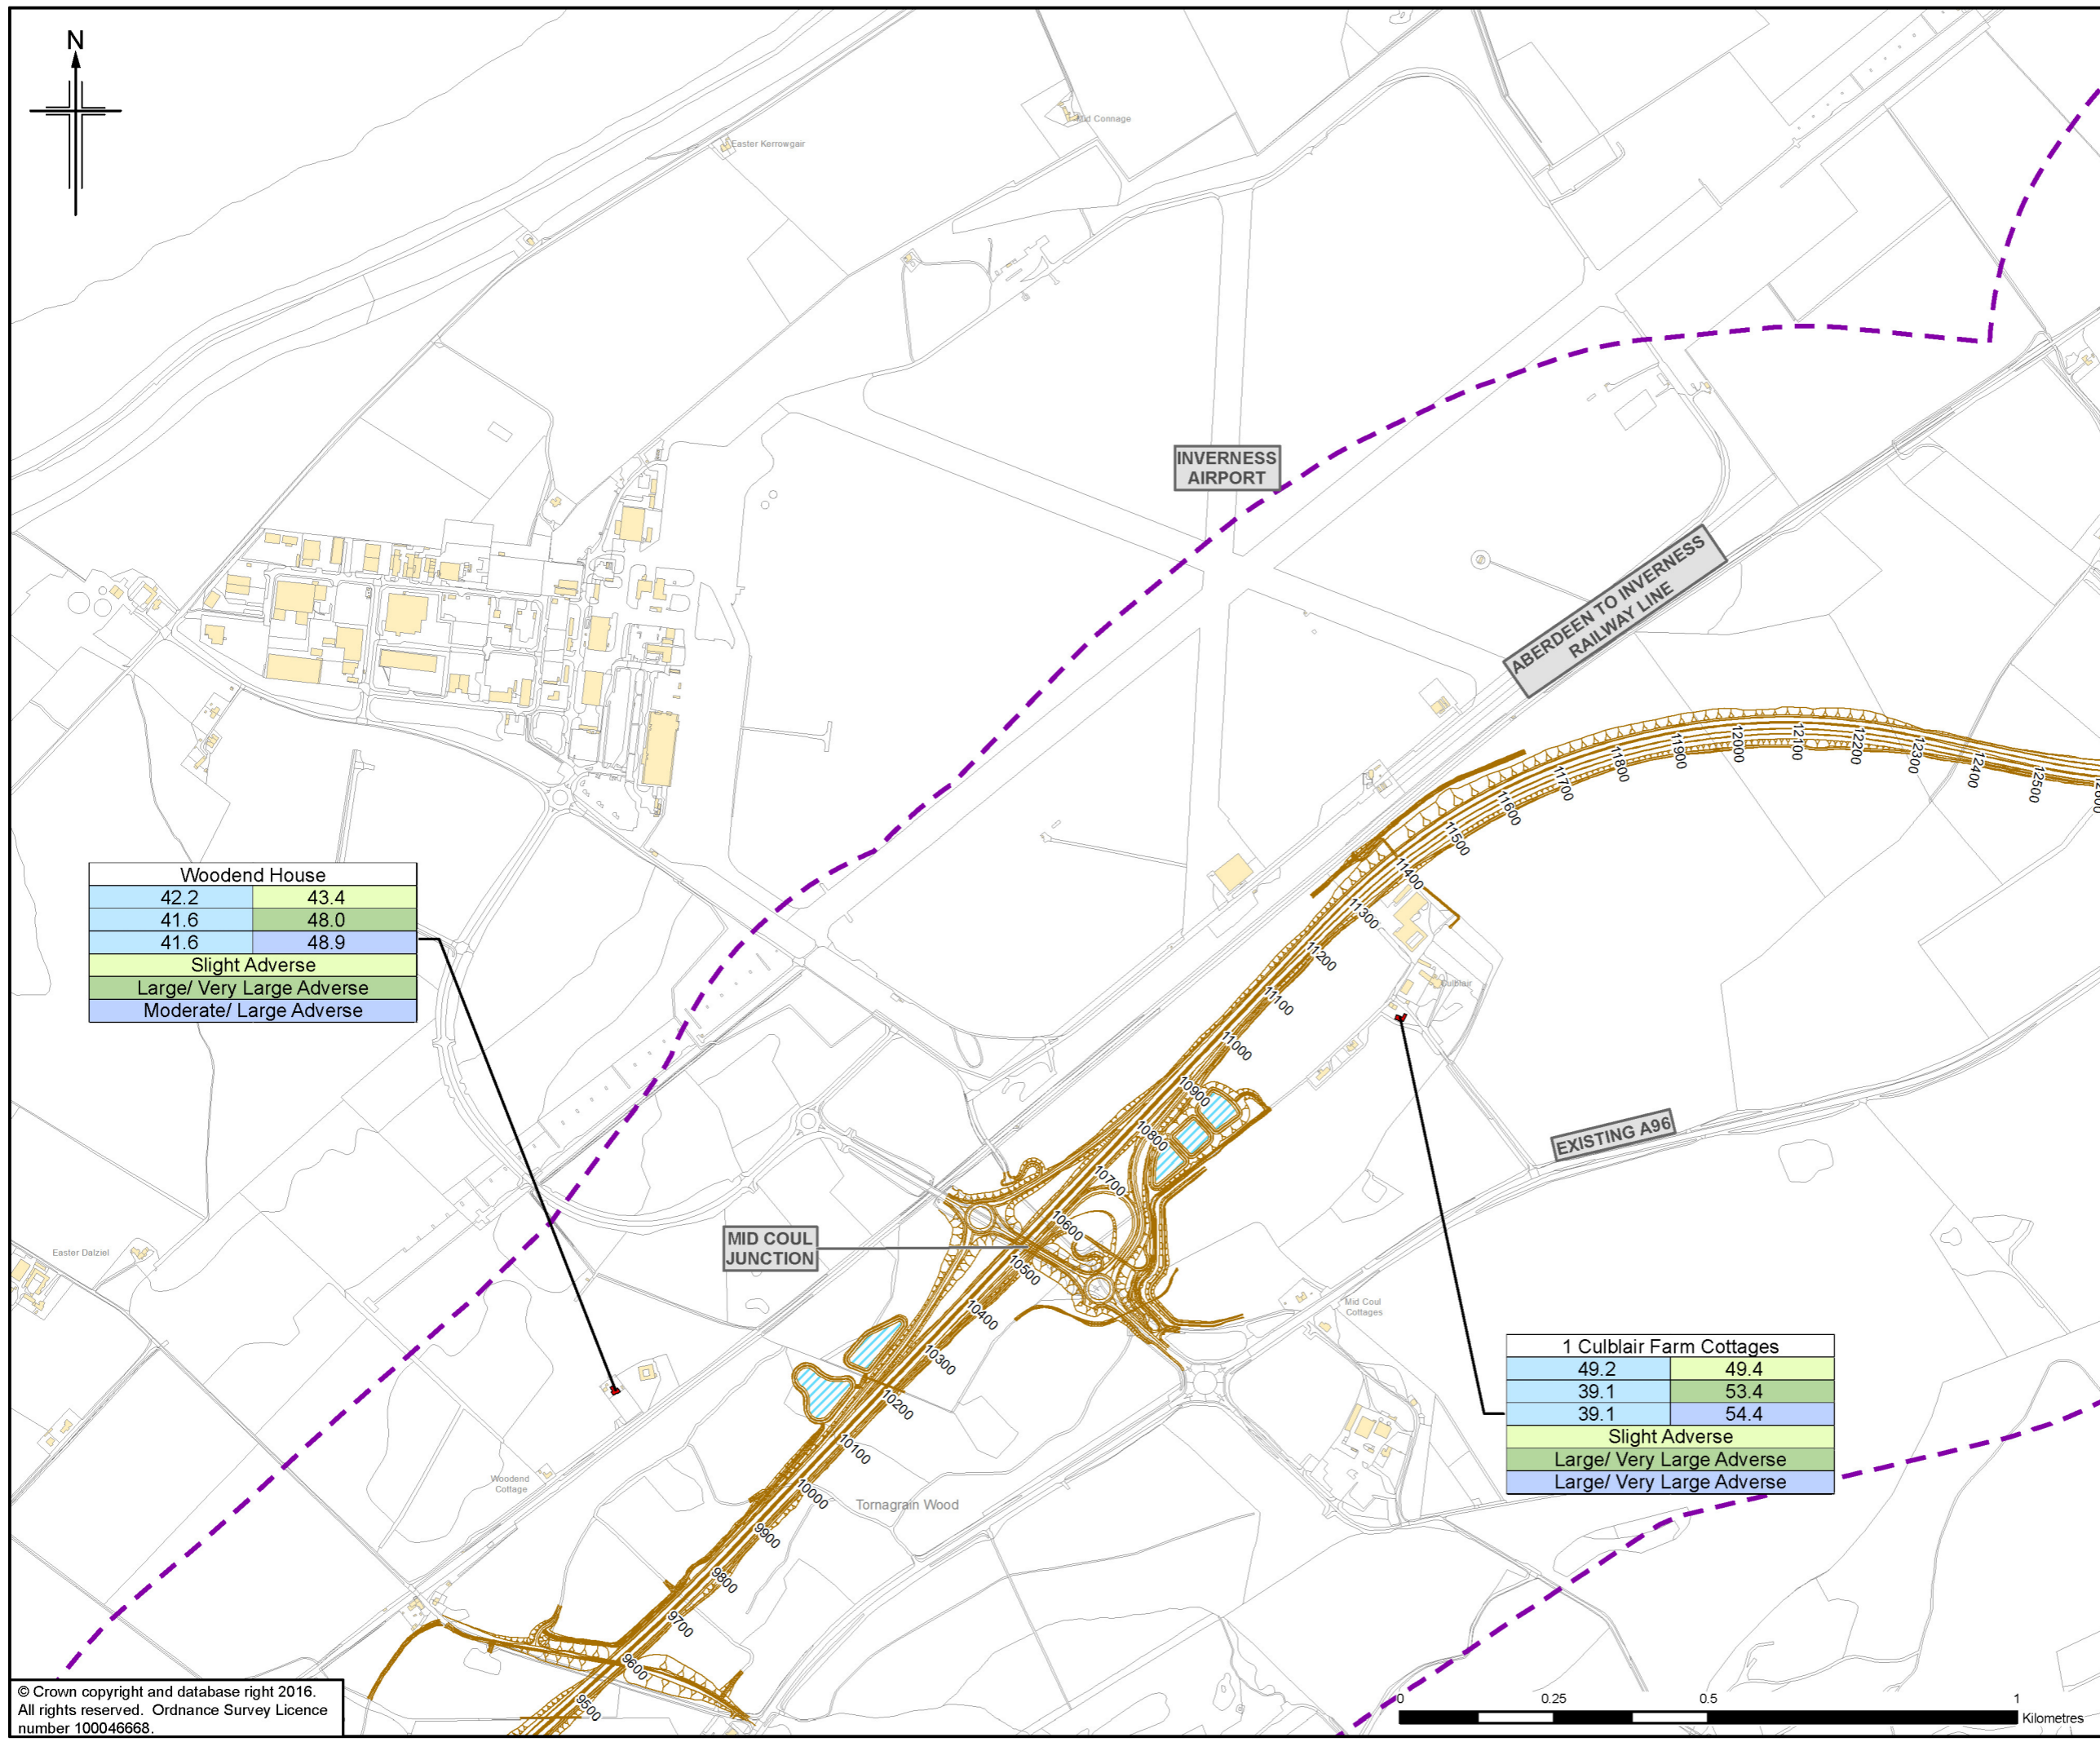 N
Mid Connage
Easter Kerrowgair
INVERNESS
AIRPORT
ABERDEEN TO INVERNESS
RAILWAY LINE
12000
12100
12200
12300
12400
12500
12600
11900
11800
11700
11600
11500
11400
11300
11200
11100
11000
10900
10800
10700
10600
10500
10400
10300
10200
10100
10000
9900
9800
9700
9600
9500
Woodend House
42.2 43.4
41.6 48.0
41.6 48.9
Slight Adverse
Large/ Very Large Adverse
Moderate/ Large Adverse
Culblair
EXISTING A96
MID COUL
JUNCTION
Easter Dalziel
Mid Coul
Cottages
1 Culblair Farm Cottages
49.2 49.4
39.1 53.4
39.1 54.4
Slight Adverse
Large/ Very Large Adverse
Large/ Very Large Adverse
Woodend
Cottage
Tornagrain Wood
© Crown copyright and database right 2016.
All rights reserved. Ordnance Survey Licence
number 100046668.
0 0.25 0.5 1
Kilometres